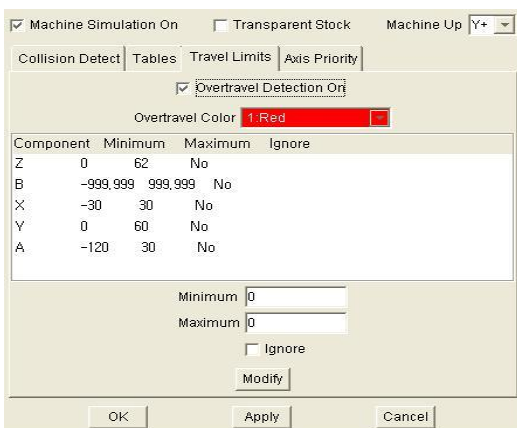 Machine Simulation On Transparent Stock Machine Up Y+
Collision Detect Tables Travel Limits Axis Priority
Overtravel Detection On
Overtravel Color 1:Red
Component Minimum Maximum Ignore
Z 0 62 No
B -999,999 999,999 No
X -30 30 No
Y 0 60 No
A -120 30 No
Minimum 0
Maximum 0
Ignore
Modify
OK Apply Cancel